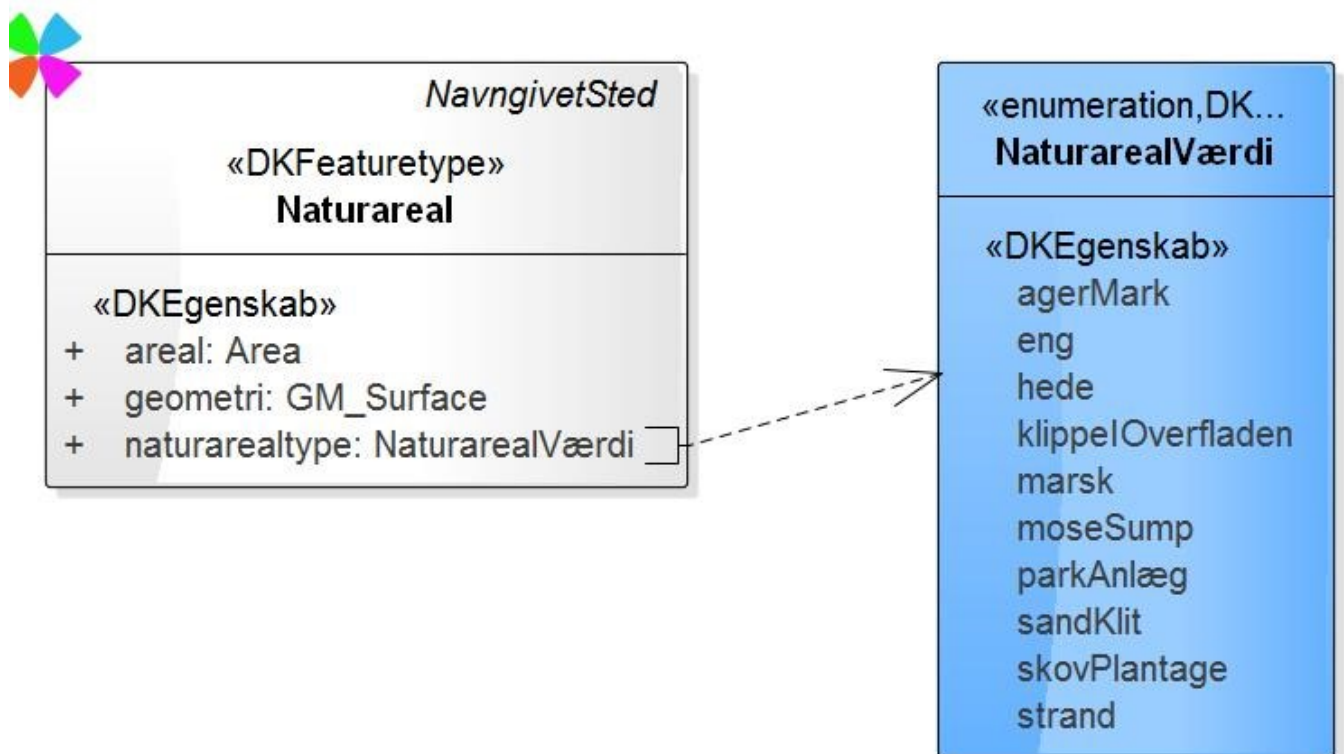 NavngivetSted
«DKFeaturetype»
Naturareal
«DKEgenskab»
+ areal: Area
+ geometri: GM_Surface
+ naturarealtype: NaturarealVærdi
«enumeration,DK...
NaturarealVærdi
«DKEgenskab»
agerMark
eng
hede
klippeIOverfladen
marsk
moseSump
parkAnlæg
sandKlit
skovPlantage
strand